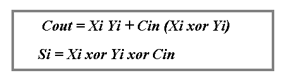 Cout = Xi Yi + Cin (Xi xor Yi)
Si = Xi xor Yi xor Cin